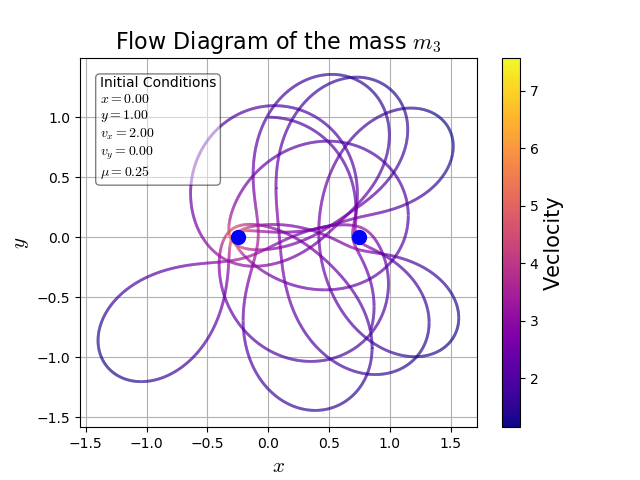 Flow Diagram of the mass m₃
Initial Conditions
x = 0.00
y = 1.00
vₓ = 2.00
v_y = 0.00
μ = 0.25
1.0
0.5
0.0
−0.5
−1.0
−1.5
y
−1.5 −1.0 −0.5 0.0 0.5 1.0 1.5
x
7
6
5
4
3
2
Veclocity